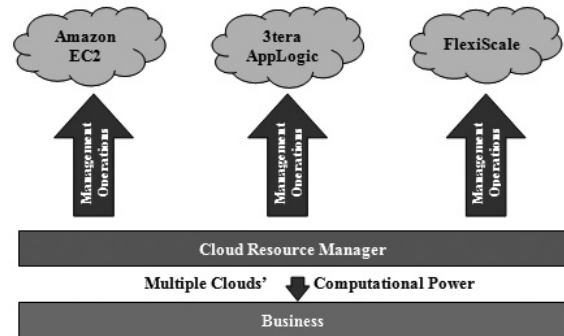 Amazon
EC2
3tera
AppLogic
FlexiScale
Management
Operations
Management
Operations
Management
Operations
Cloud Resource Manager
Multiple Clouds' Computational Power
Business